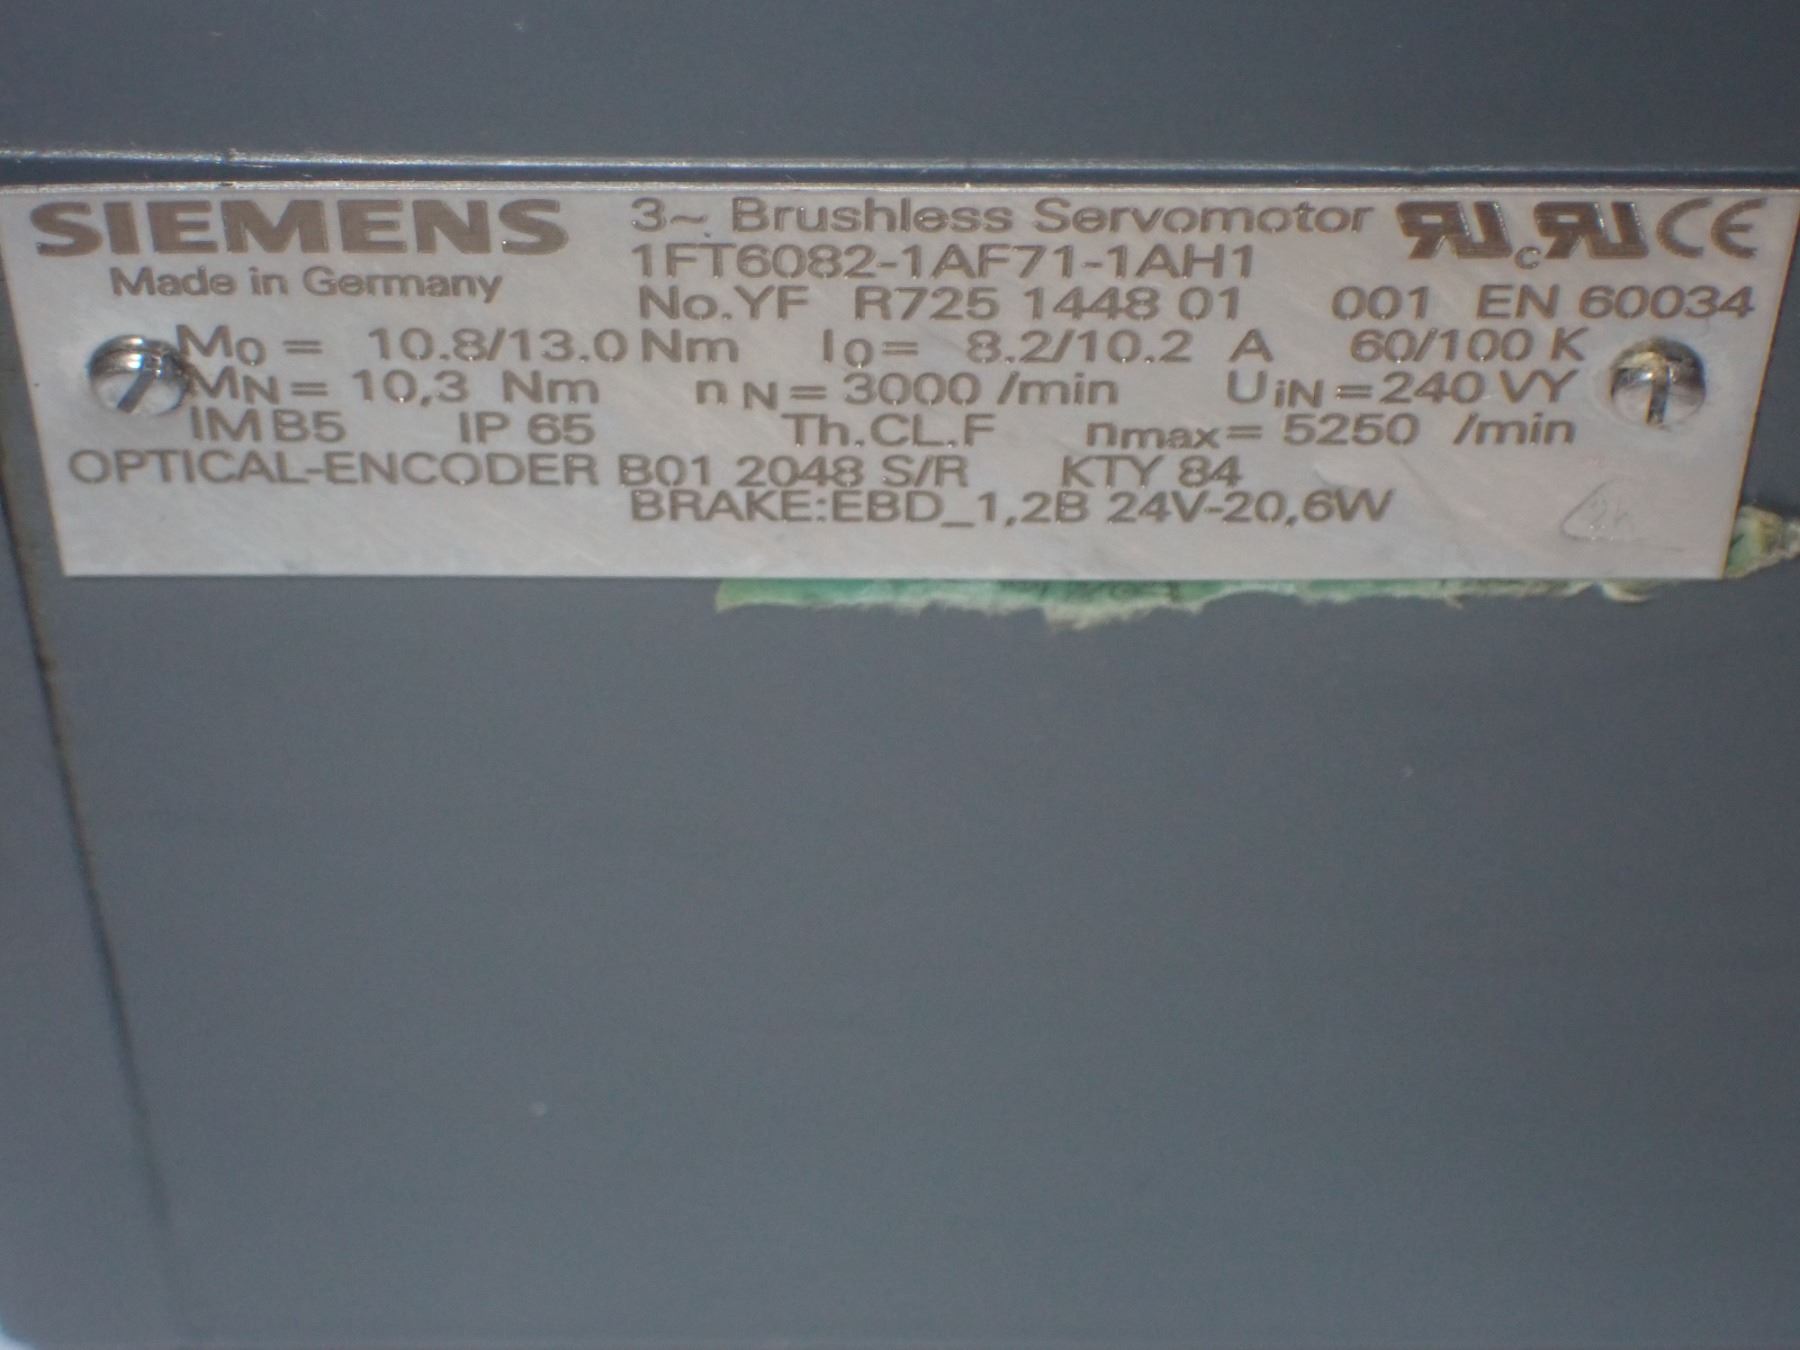 SIEMENS
Made in Germany
3~ Brushless Servomotor
1FT6082-1AF71-1AH1
No.YF R725 1448 01 001 EN 60034
M0 = 10.8/13.0 Nm I0= 8.2/10.2 A 60/100 K
MN = 10,3 Nm nN = 3000 /min UiN =240 VY
IM B5 IP 65 Th.CL.F nmax= 5250 /min
OPTICAL-ENCODER B01 2048 S/R KTY 84
BRAKE:EBD_1,2B 24V-20,6W